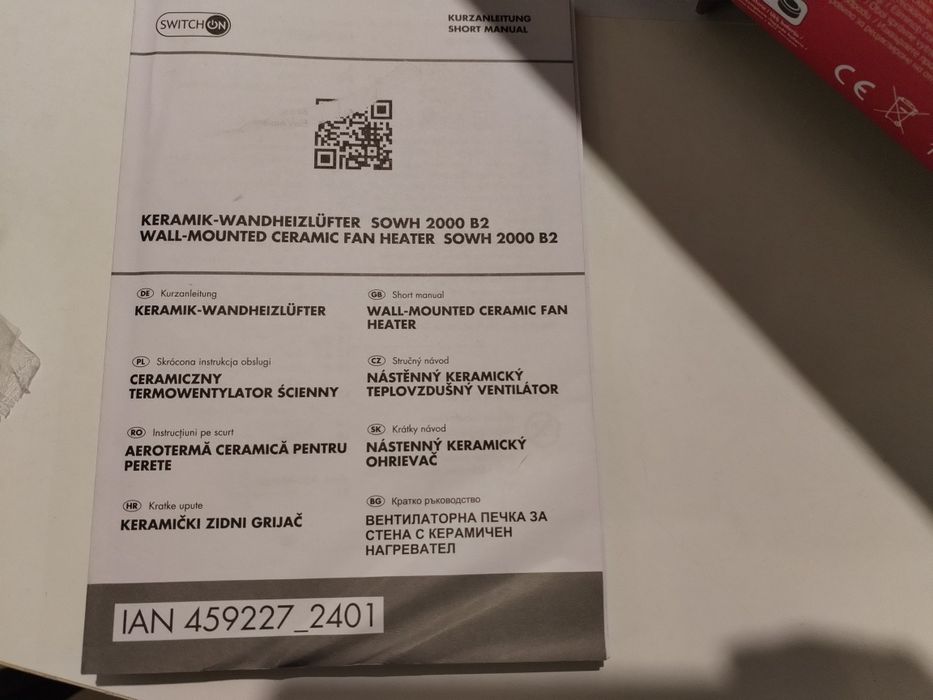 SWITCH ON
KURZANLEITUNG
SHORT MANUAL
KERAMIK-WANDHEIZLÜFTER SOWH 2000 B2
WALL-MOUNTED CERAMIC FAN HEATER SOWH 2000 B2
DE Kurzanleitung
KERAMIK-WANDHEIZLÜFTER
GB Short manual
WALL-MOUNTED CERAMIC FAN
HEATER
PL Skrócona instrukcja obsługi
CERAMICZNY
TERMOWENTYLATOR ŚCIENNY
CZ Stručný návod
NÁSTĚNNÝ KERAMICKÝ
TEPLOVZDUŠNÝ VENTILÁTOR
RO Instrucțiuni pe scurt
AEROTERMĂ CERAMICĂ PENTRU
PERETE
SK Krátky návod
NÁSTENNÝ KERAMICKÝ
OHRIEVAČ
HR Kratke upute
KERAMIČKI ZIDNI GRIJAČ
BG Кратко ръководство
ВЕНТИЛАТОРНА ПЕЧКА ЗА
СТЕНА С КЕРАМИЧЕН
НАГРЕВАТЕЛ
IAN 459227_2401
CE